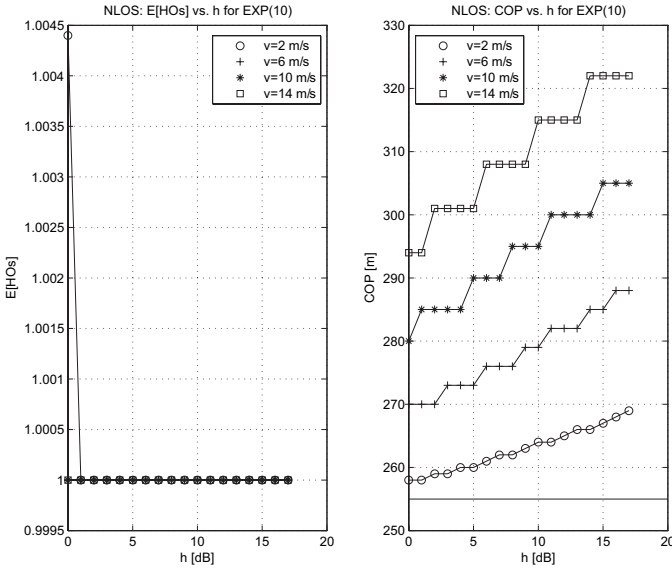 NLOS: E[HOs] vs. h for EXP(10)
1.0045
1.004
1.0035
1.003
1.0025
1.002
1.0015
1.001
1.0005
1
0.9995
E[HOs]
0
5
10
15
20
h [dB]
v=2 m/s
v=6 m/s
v=10 m/s
v=14 m/s
NLOS: COP vs. h for EXP(10)
330
320
310
300
290
280
270
260
250
COP [m]
0
5
10
15
20
h [dB]
v=2 m/s
v=6 m/s
v=10 m/s
v=14 m/s